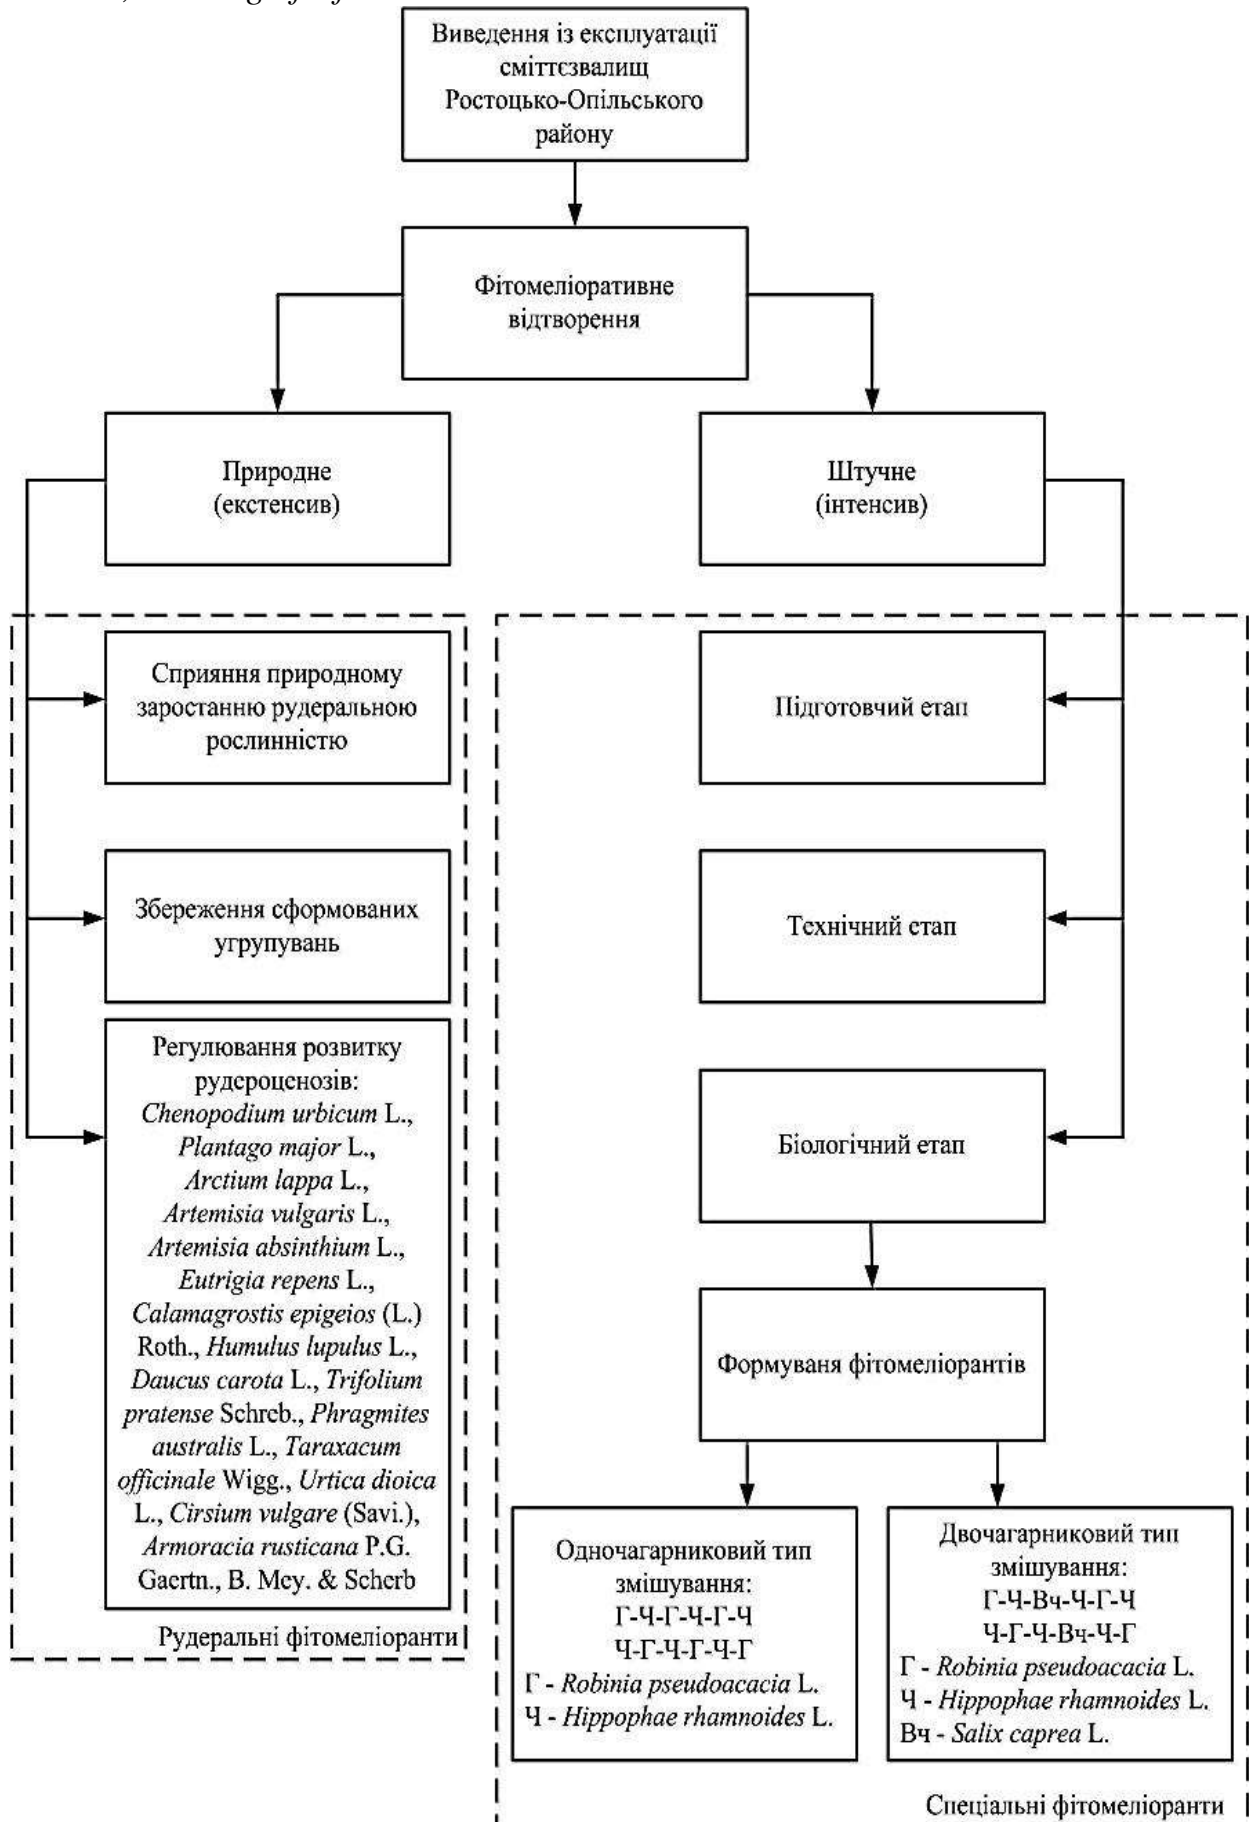 Виведення із експлуатації
сміттєзвалищ
Ростоцько-Опільського
району
Фітомеліоративне
відтворення
Природне
(екстенсив)
Штучне
(інтенсив)
Сприяння природному
заростанню рудеральною
рослинністю
Збереження сформованих
угрупувань
Регулювання розвитку
рудероценозів:
Chenopodium urbicum L.,
Plantago major L.,
Arctium lappa L.,
Artemisia vulgaris L.,
Artemisia absinthium L.,
Eutrigia repens L.,
Calamagrostis epigeios (L.)
Roth., Humulus lupulus L.,
Daucus carota L., Trifolium
pratense Schreb., Phragmites
australis L., Taraxacum
officinale Wigg., Urtica dioica
L., Cirsium vulgare (Savi.),
Armoracia rusticana P.G.
Gaertn., B. Mey. & Scherb
Рудеральні фітомеліоранти
Підготовчий етап
Технічний етап
Біологічний етап
Формуваня фітомеліорантів
Одночагарниковий тип
змішування:
Г-Ч-Г-Ч-Г-Ч
Ч-Г-Ч-Г-Ч-Г
Г - Robinia pseudoacacia L.
Ч - Hippophae rhamnoides L.
Двочагарниковий тип
змішування:
Г-Ч-Вч-Ч-Г-Ч
Ч-Г-Ч-Вч-Ч-Г
Г - Robinia pseudoacacia L.
Ч - Hippophae rhamnoides L.
Вч - Salix caprea L.
Спеціальні фітомеліоранти